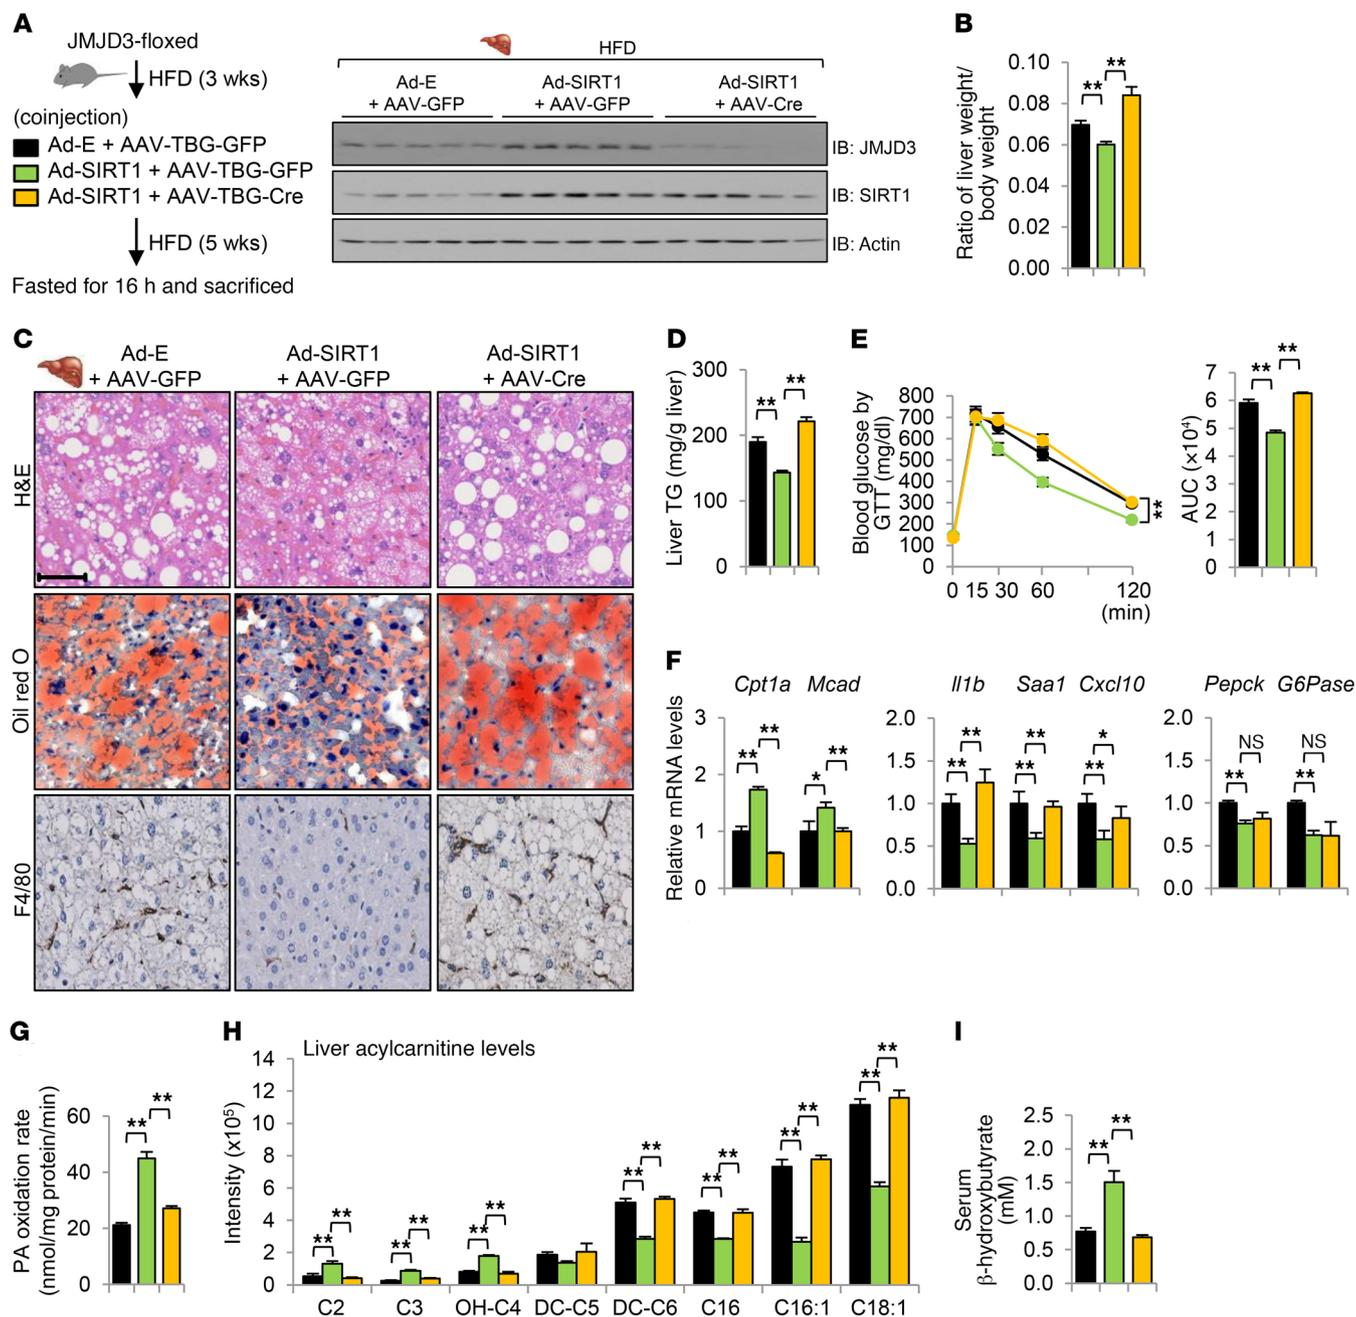 A
JMJD3-floxed
HFD (3 wks)
(coinjection)
Ad-E + AAV-TBG-GFP
Ad-SIRT1 + AAV-TBG-GFP
Ad-SIRT1 + AAV-TBG-Cre
HFD (5 wks)
Fasted for 16 h and sacrificed
HFD
Ad-E
+ AAV-GFP
Ad-SIRT1
+ AAV-GFP
Ad-SIRT1
+ AAV-Cre
IB: JMJD3
IB: SIRT1
IB: Actin
B
Ratio of liver weight/
body weight
0.10
0.08
0.06
0.04
0.02
0.00
**
**
C
Ad-E
+ AAV-GFP
Ad-SIRT1
+ AAV-GFP
Ad-SIRT1
+ AAV-Cre
H&E
Oil red O
F4/80
D
Liver TG (mg/g liver)
300
200
100
0
**
**
E
Blood glucose by
GTT (mg/dl)
800
700
600
500
400
300
200
100
0
0 15 30 60 120
(min)
**
AUC (×10⁴)
7
6
5
4
3
2
1
0
**
**
F
Relative mRNA levels
Cpt1a Mcad
3
2
1
0
**
**
*
**
Il1b Saa1 Cxcl10
2.0
1.5
1.0
0.5
0.0
**
**
**
**
**
*
Pepck G6Pase
2.0
1.5
1.0
0.5
0.0
**
NS
**
NS
G
PA oxidation rate
(nmol/mg protein/min)
60
40
20
0
**
**
H
Liver acylcarnitine levels
Intensity (x10⁵)
14
12
10
8
6
4
2
0
**
**
**
**
**
**
**
**
**
**
**
**
**
**
C2 C3 OH-C4 DC-C5 DC-C6 C16 C16:1 C18:1
I
Serum
β-hydroxybutyrate
(mM)
2.5
2.0
1.5
1.0
0.5
0.0
**
**